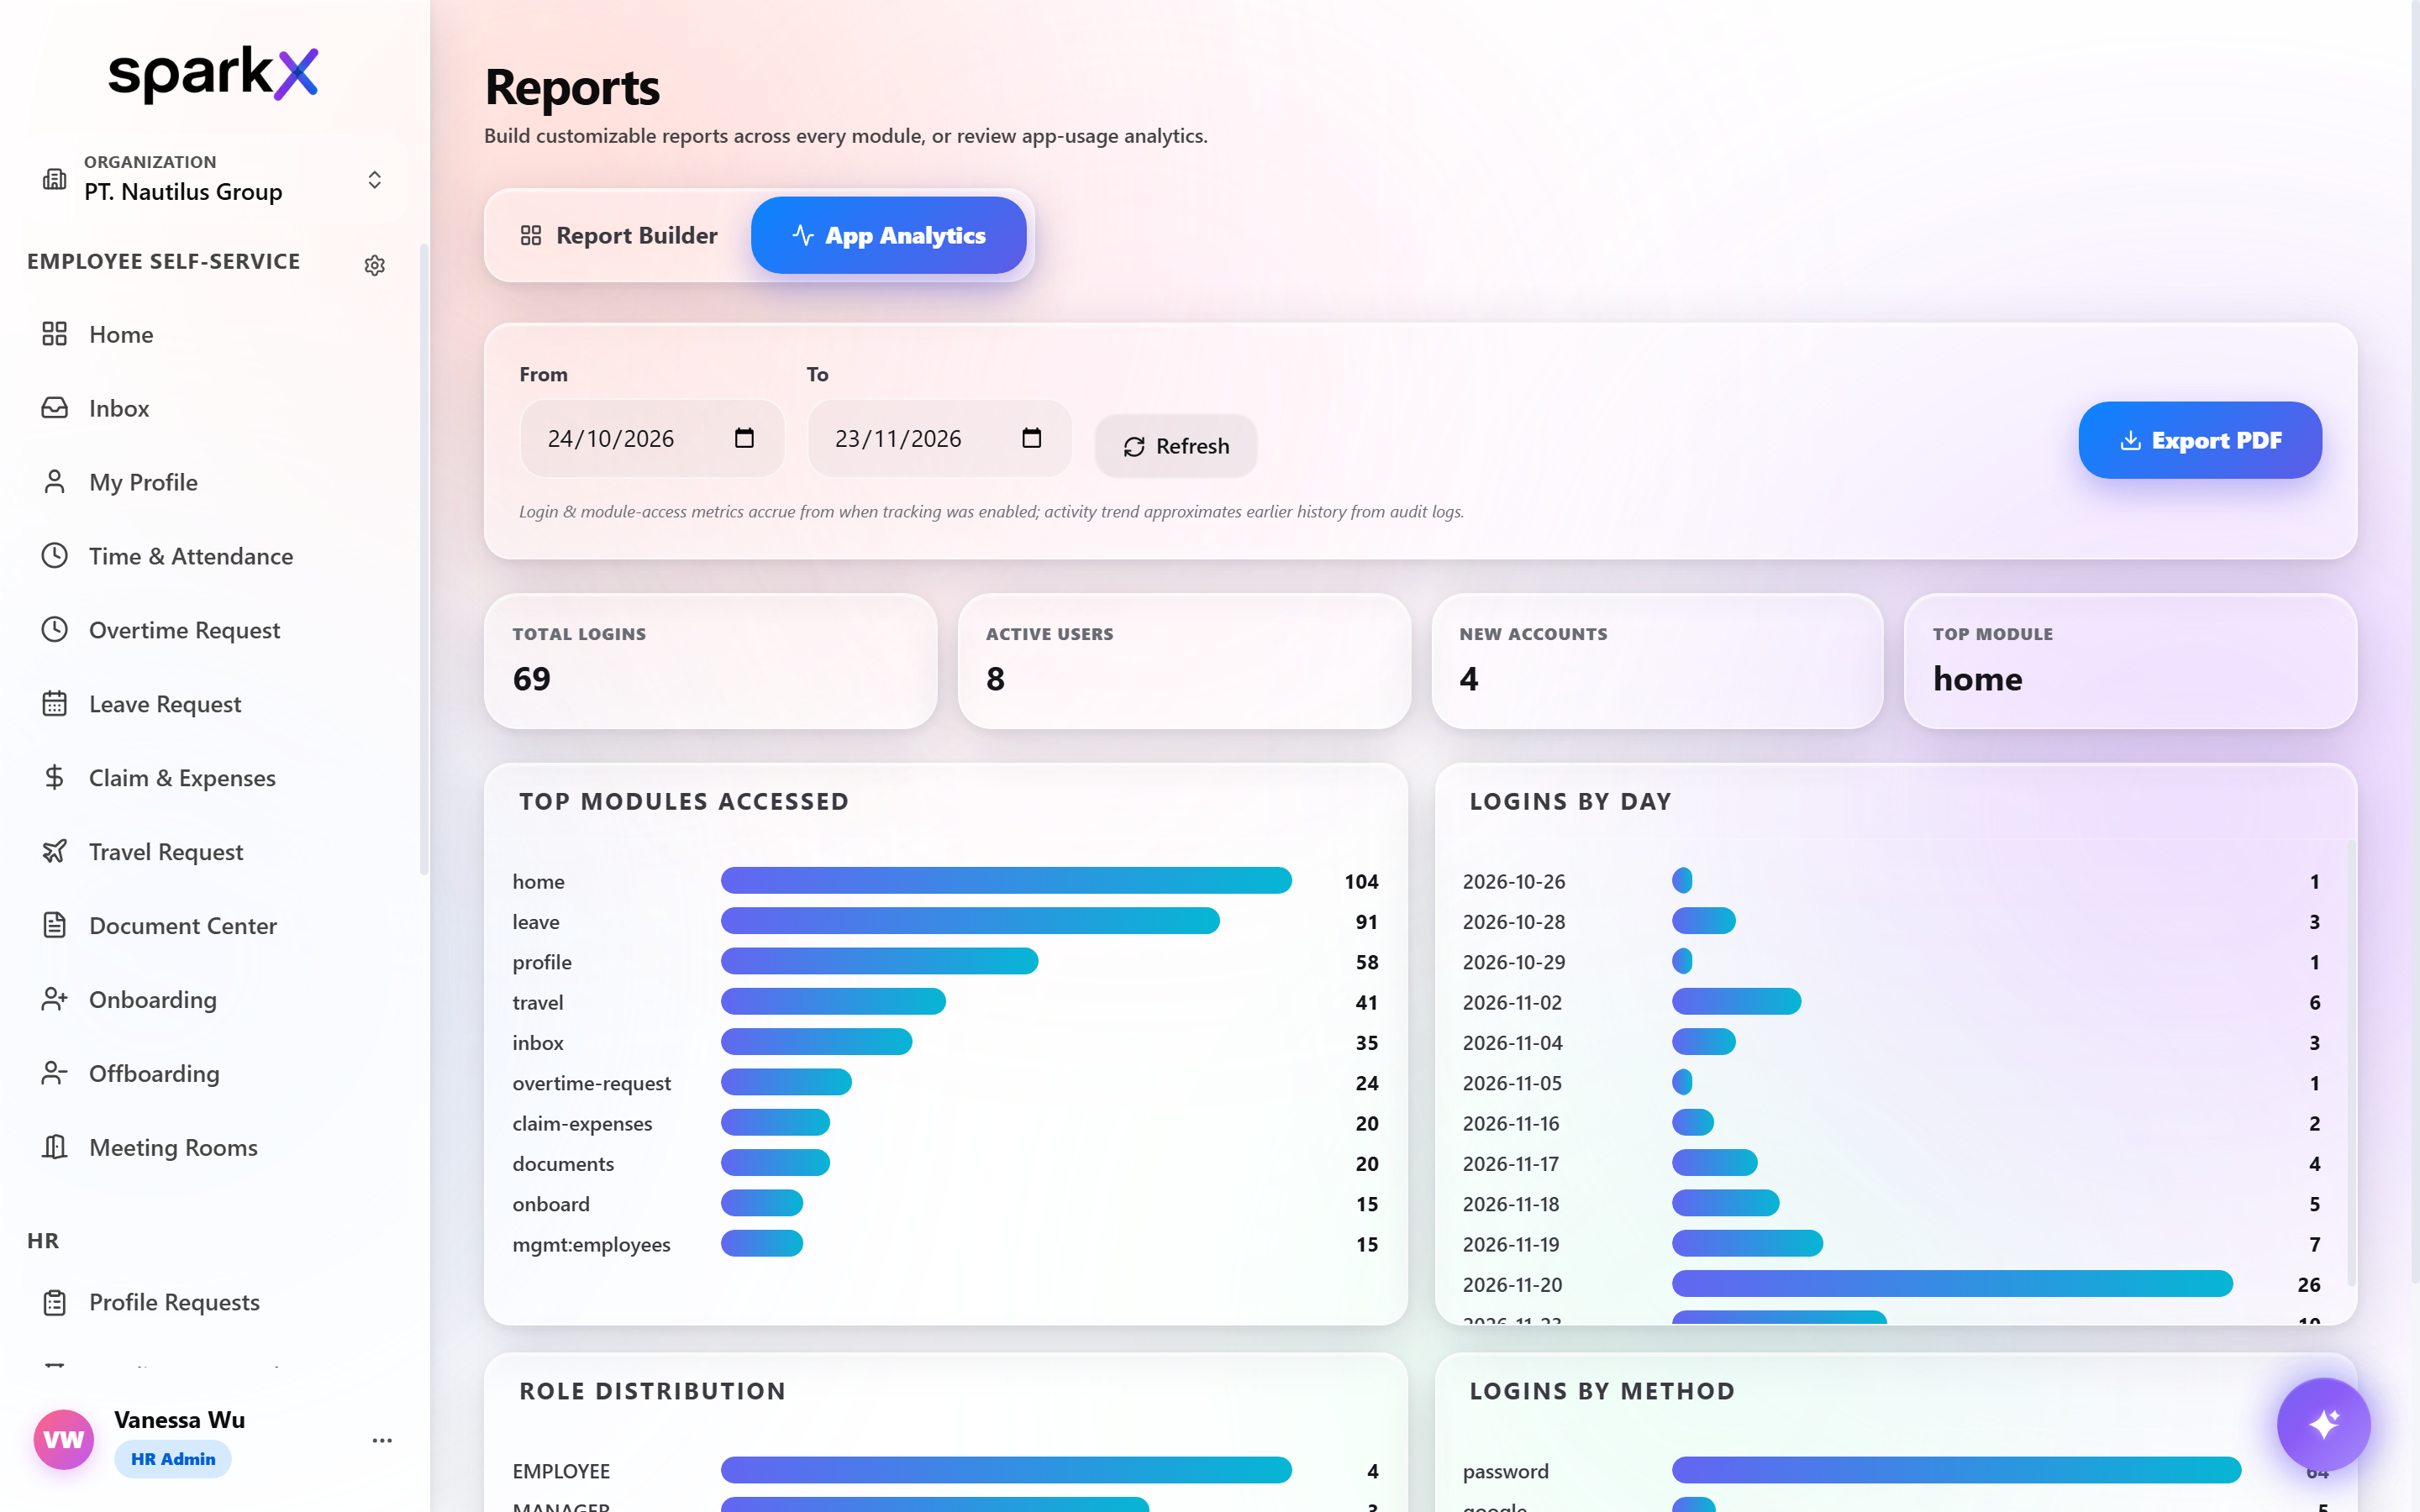 sparkX
ORGANIZATION
PT. Nautilus Group
EMPLOYEE SELF-SERVICE
Home
Inbox
My Profile
Time & Attendance
Overtime Request
Leave Request
Claim & Expenses
Travel Request
Document Center
Onboarding
Offboarding
Meeting Rooms
HR
Profile Requests
VW
Vanessa Wu
HR Admin
Reports
Build customizable reports across every module, or review app-usage analytics.
Report Builder
App Analytics
From
To
24/10/2026
23/11/2026
Refresh
Export PDF
Login & module-access metrics accrue from when tracking was enabled; activity trend approximates earlier history from audit logs.
TOTAL LOGINS
69
ACTIVE USERS
8
NEW ACCOUNTS
4
TOP MODULE
home
TOP MODULES ACCESSED
home 104
leave 91
profile 58
travel 41
inbox 35
overtime-request 24
claim-expenses 20
documents 20
onboard 15
mgmt:employees 15
LOGINS BY DAY
2026-10-26 1
2026-10-28 3
2026-10-29 1
2026-11-02 6
2026-11-04 3
2026-11-05 1
2026-11-16 2
2026-11-17 4
2026-11-18 5
2026-11-19 7
2026-11-20 26
2026-11-23 10
ROLE DISTRIBUTION
EMPLOYEE 4
MANAGER 3
LOGINS BY METHOD
password 64
google 5